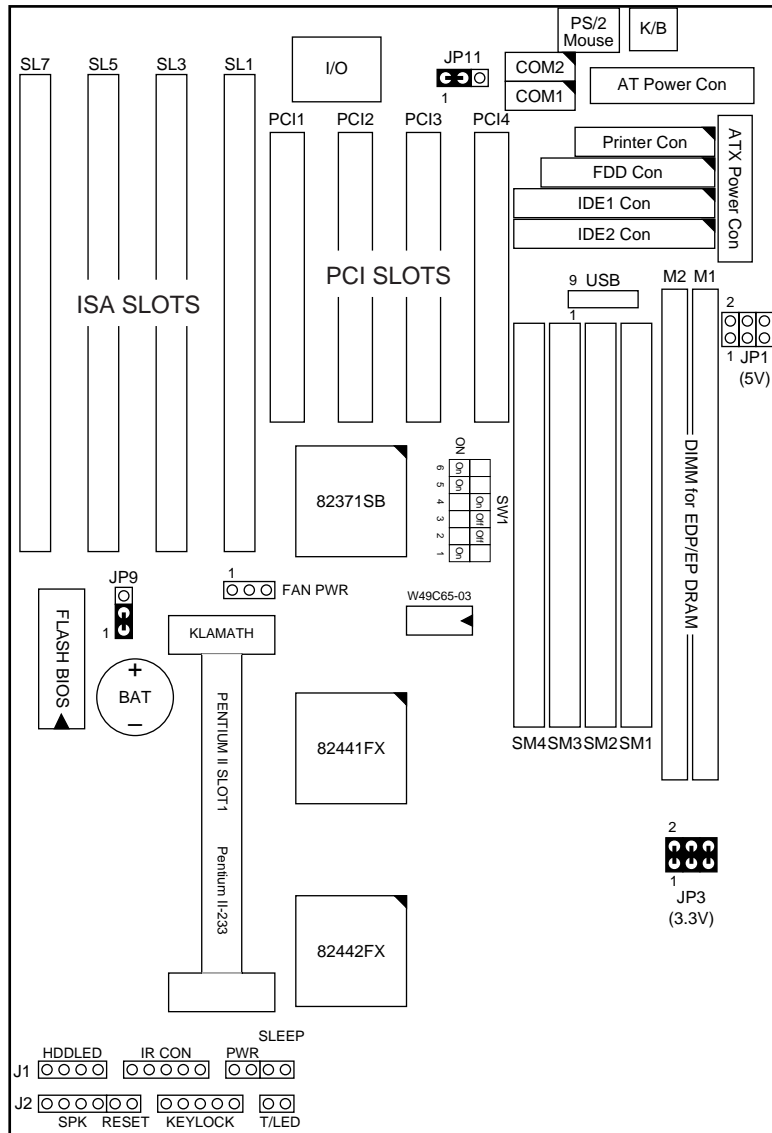 PS/2
Mouse
K/B
SL7
SL5
SL3
SL1
I/O
JP11
1
COM2
COM1
AT Power Con
PCI1
PCI2
PCI3
PCI4
Printer Con
FDD Con
IDE1 Con
IDE2 Con
ATX Power Con
ISA SLOTS
PCI SLOTS
9 USB
1
M2
M1
2
1
JP1
(5V)
DIMM for EDP/EP DRAM
82371SB
ON
6 On
5 On
4 On
3 Off
2 Off
1 On
SW1
JP9
1
1
FAN PWR
W49C65-03
FLASH BIOS
+
BAT
–
KLAMATH
PENTIUM II SLOT1
Pentium II-233
82441FX
SM4
SM3
SM2
SM1
2
1
JP3
(3.3V)
82442FX
SLEEP
HDDLED
IR CON
PWR
J1
J2
SPK
RESET
KEYLOCK
T/LED